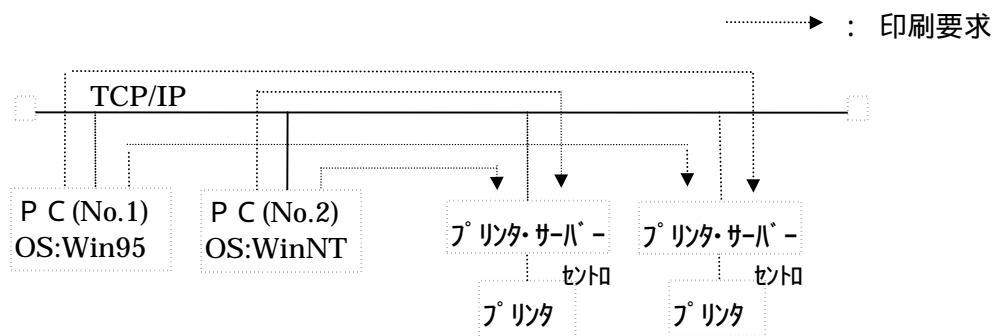 ： 印刷要求
TCP/IP
ＰＣ(No.1)
OS:Win95
ＰＣ(No.2)
OS:WinNT
ﾌﾟﾘﾝﾀ･ｻｰﾊﾞｰ
ﾌﾟﾘﾝﾀ･ｻｰﾊﾞｰ
ｾﾝﾄﾛ
ｾﾝﾄﾛ
ﾌﾟﾘﾝﾀ
ﾌﾟﾘﾝﾀ